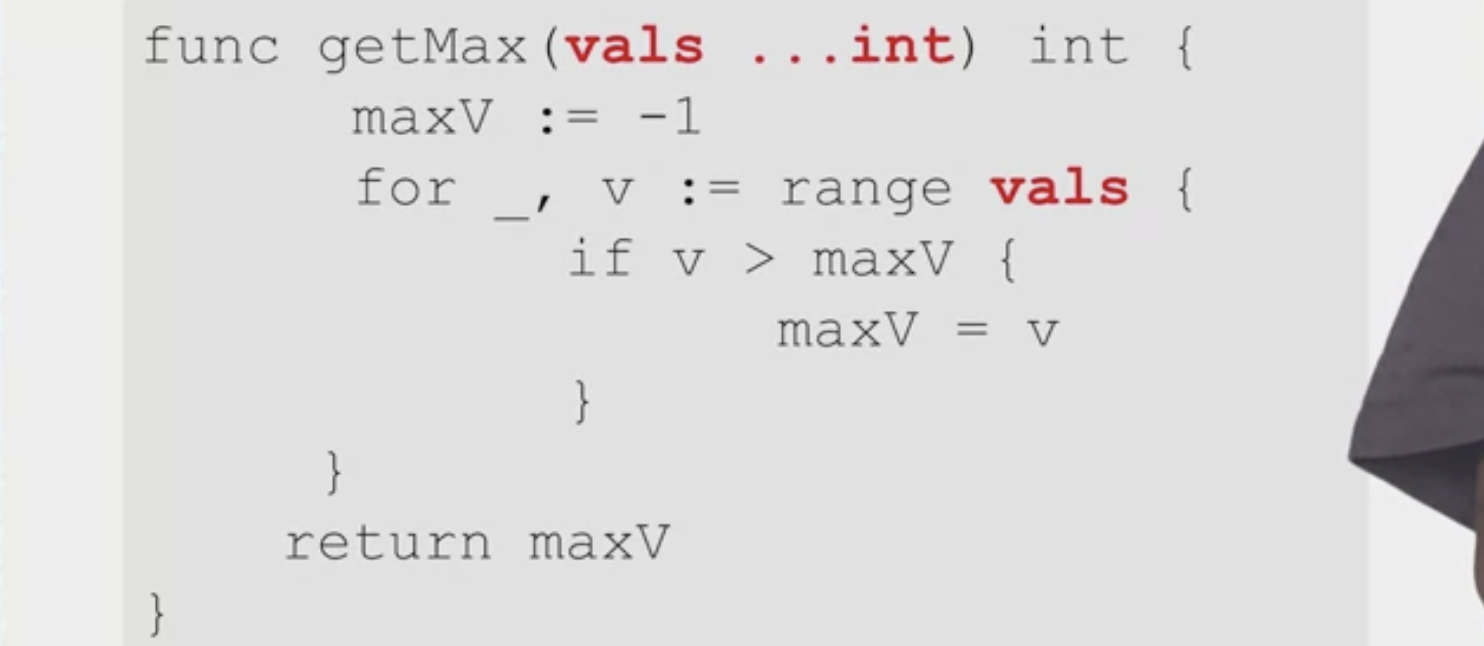 func getMax(vals ...int) int {
maxV := -1
for _, v := range vals {
if v > maxV {
maxV = v
}
}
return maxV
}